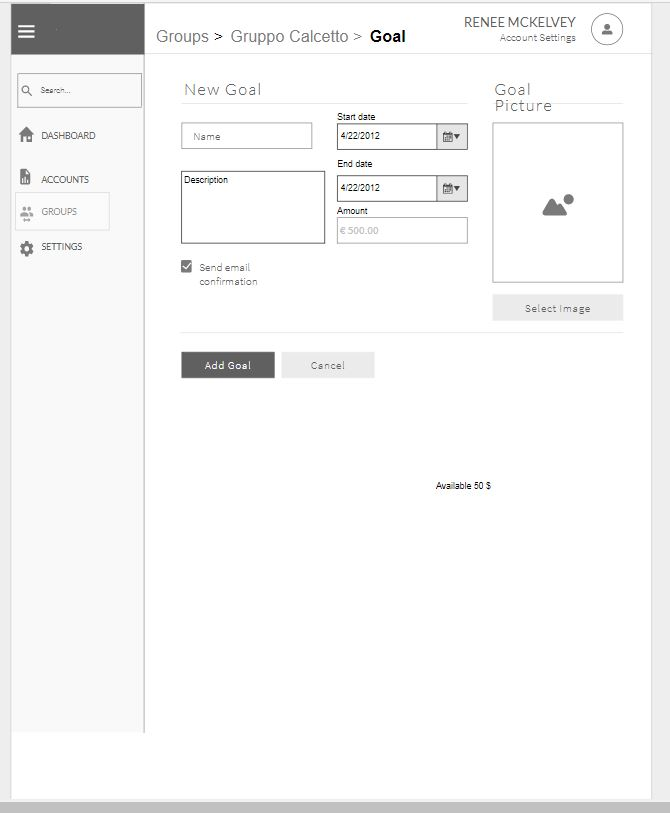 Groups > Gruppo Calcetto > Goal
RENEE MCKELVEY
Account Settings
Search...
DASHBOARD
ACCOUNTS
GROUPS
SETTINGS
New Goal
Name
Description
Send email
confirmation
Start date
4/22/2012
End date
4/22/2012
Amount
€ 500.00
Goal
Picture
Select Image
Add Goal
Cancel
Available 50 $